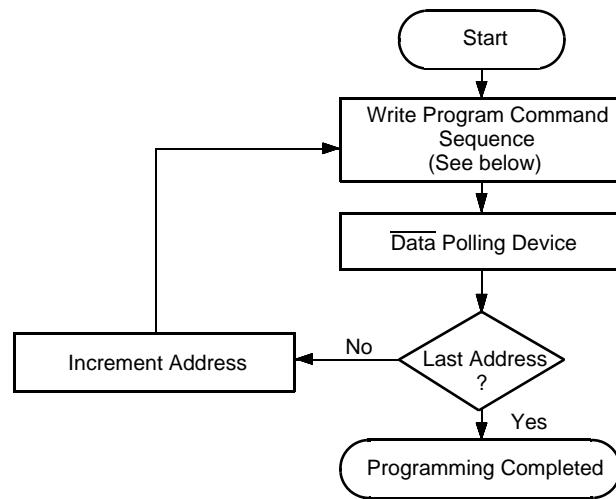 Start
Write Program Command
Sequence
(See below)
Data Polling Device
Increment Address
No
Last Address
?
Yes
Programming Completed